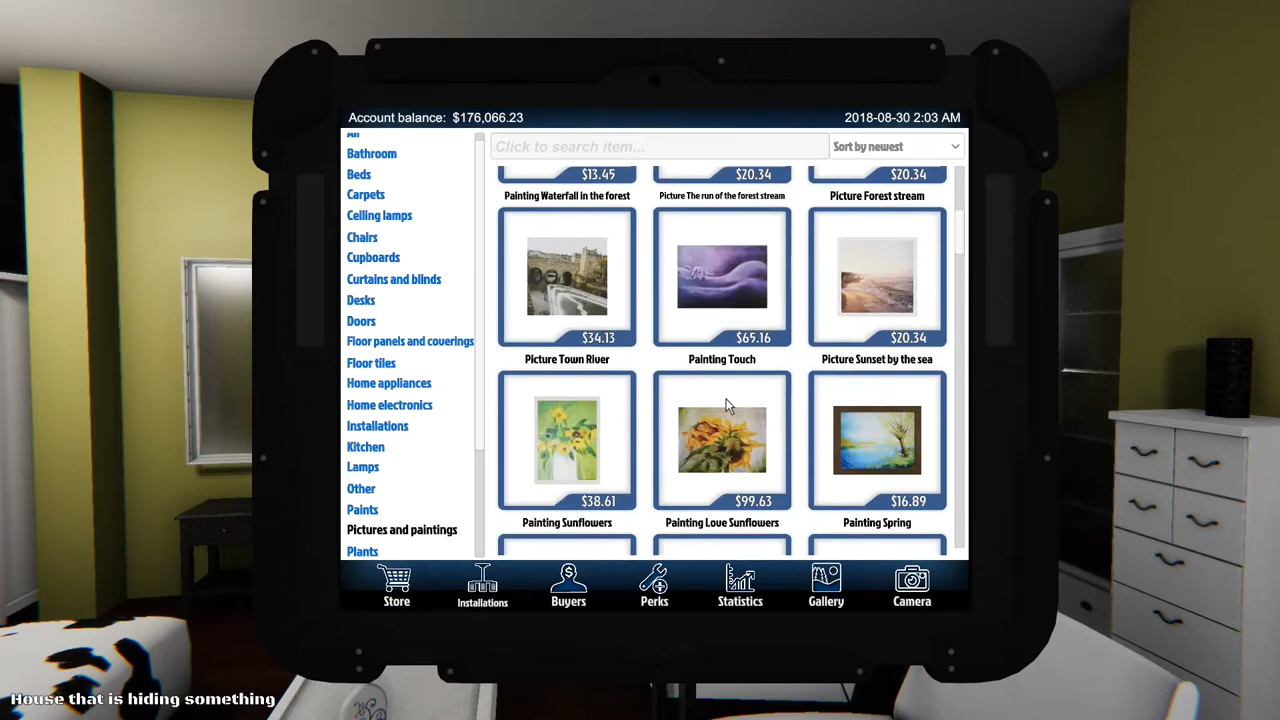 Account balance: $176,066.23
2018-08-30 2:03 AM
All
Bathroom
Beds
Carpets
Ceiling lamps
Chairs
Cupboards
Curtains and blinds
Desks
Doors
Floor panels and coverings
Floor tiles
Home appliances
Home electronics
Installations
Kitchen
Lamps
Other
Paints
Pictures and paintings
Plants
Click to search item...
Sort by newest
$13.45
$20.34
$20.34
Painting Waterfall in the forest
Picture The run of the forest stream
Picture Forest stream
$34.13
$65.16
$20.34
Picture Town River
Painting Touch
Picture Sunset by the sea
$38.61
$99.63
$16.89
Painting Sunflowers
Painting Love Sunflowers
Painting Spring
Store
Installations
Buyers
Perks
Statistics
Gallery
Camera
House that is hiding something